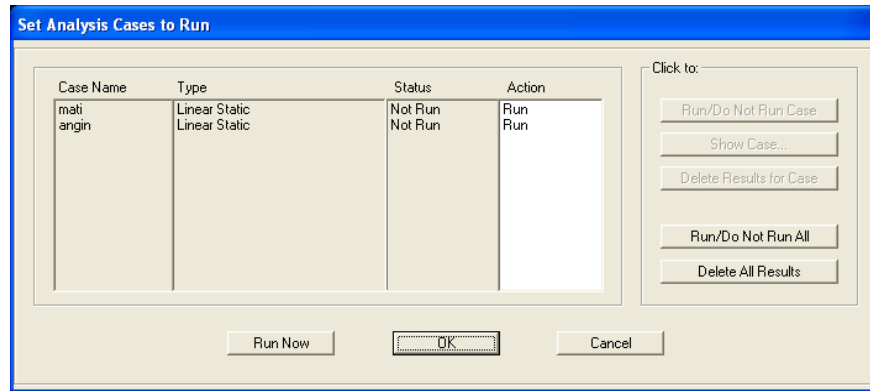 Set Analysis Cases to Run
Click to:
Case Name Type Status Action
mati Linear Static Not Run Run
angin Linear Static Not Run Run
Run/Do Not Run Case
Show Case...
Delete Results for Case
Run/Do Not Run All
Delete All Results
Run Now OK Cancel